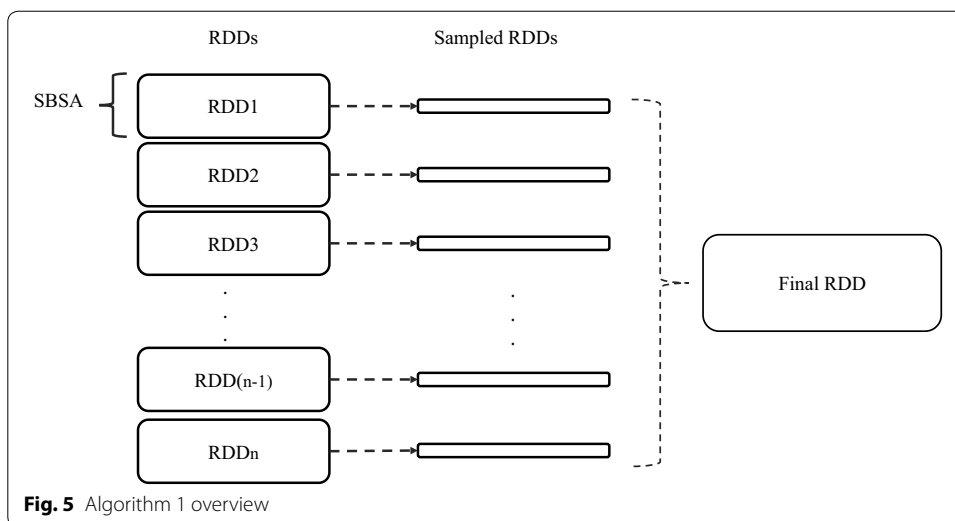 RDDs Sampled RDDs
SBSA
RDD1
RDD2
RDD3
Final RDD
.
.
.
.
.
.
RDD(n-1)
RDDn
Fig. 5 Algorithm 1 overview